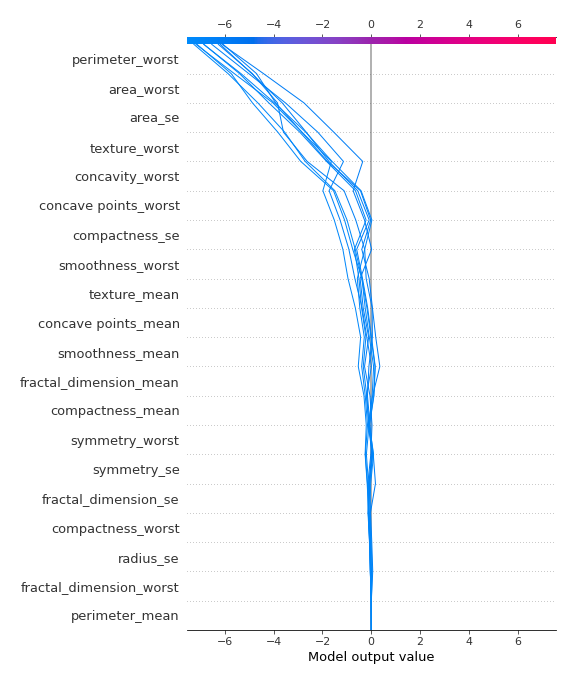 −6 −4 −2 0 2 4 6
perimeter_worst
area_worst
area_se
texture_worst
concavity_worst
concave points_worst
compactness_se
smoothness_worst
texture_mean
concave points_mean
smoothness_mean
fractal_dimension_mean
compactness_mean
symmetry_worst
symmetry_se
fractal_dimension_se
compactness_worst
radius_se
fractal_dimension_worst
perimeter_mean
−6 −4 −2 0 2 4 6
Model output value